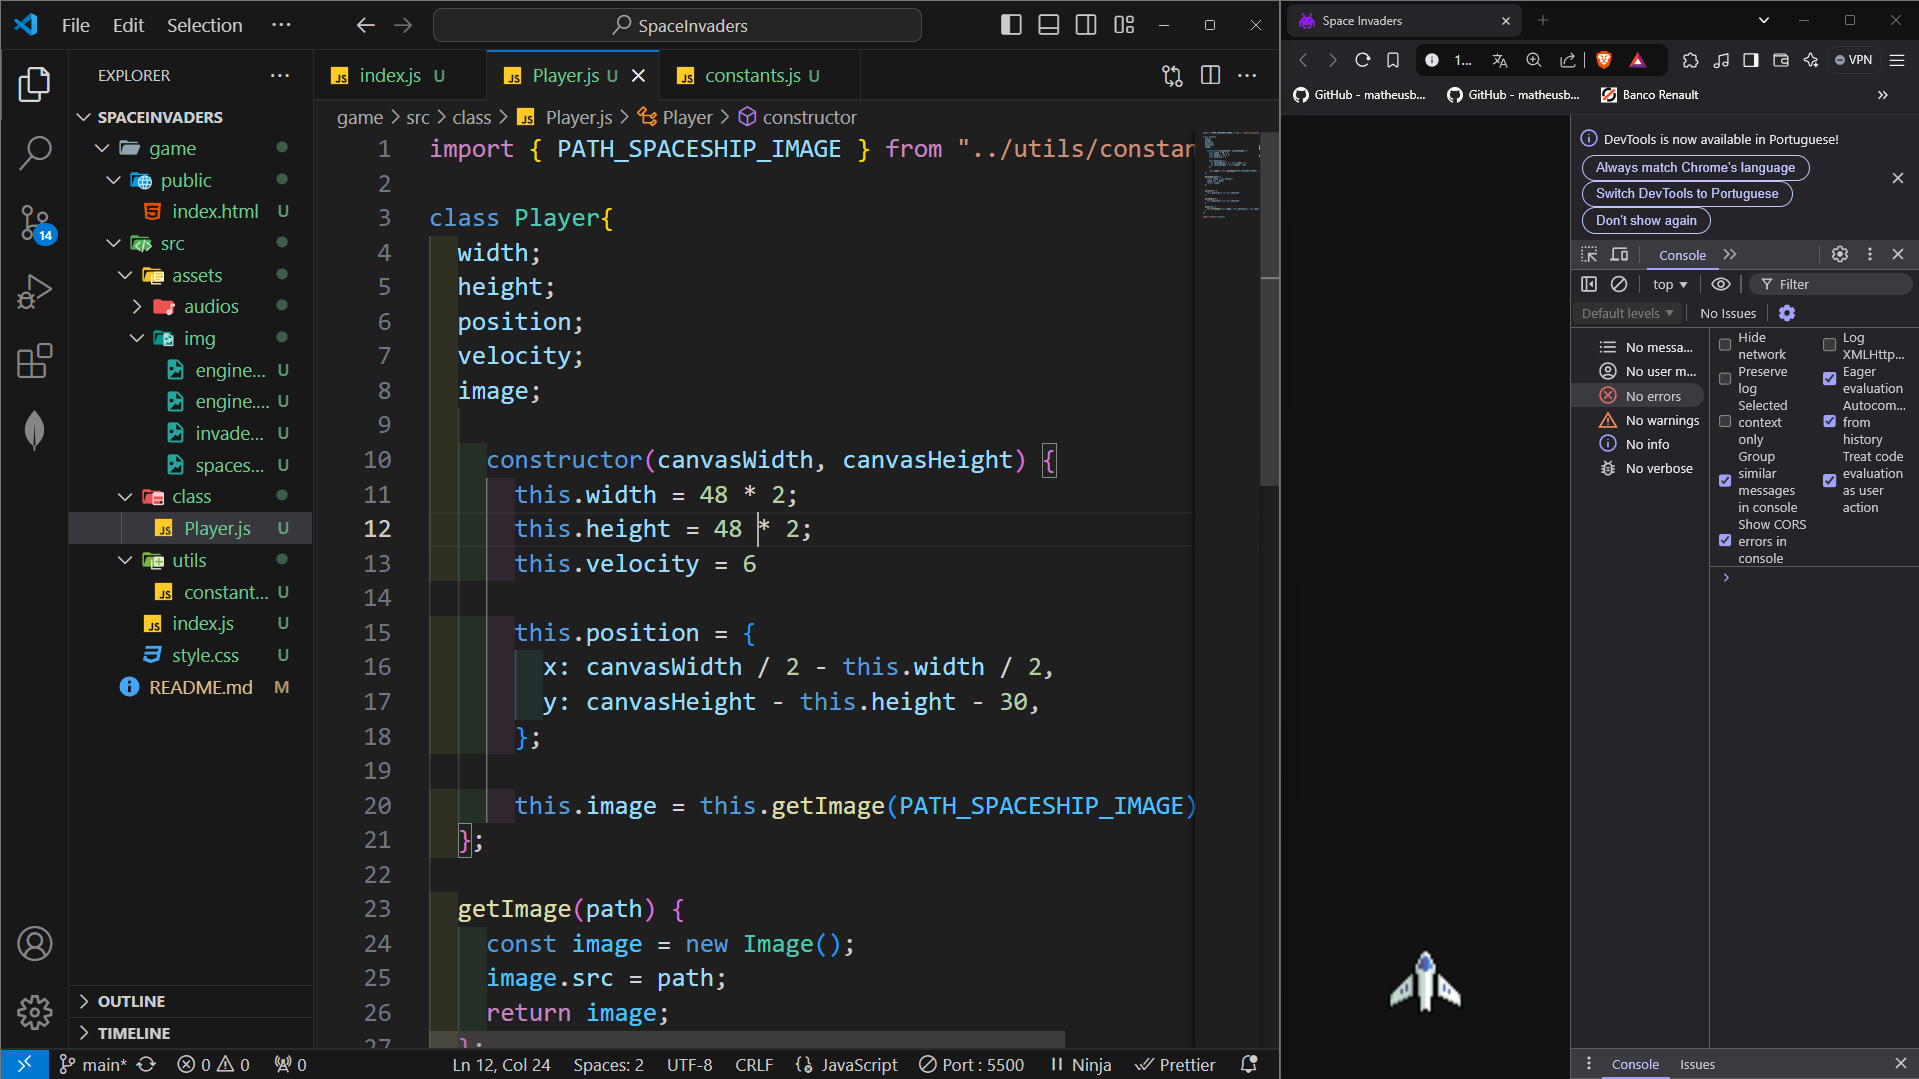 File Edit Selection ···
SpaceInvaders
EXPLORER
SPACEINVADERS
game
public
index.html U
src
assets
audios
img
engine... U
engine.... U
invade... U
spaces... U
class
Player.js U
utils
constant... U
index.js U
style.css U
README.md M
OUTLINE
TIMELINE
14
index.js U
Player.js U
constants.js U
game > src > class > JS Player.js > Player > constructor
1 import { PATH_SPACESHIP_IMAGE } from "../utils/constan
2
3 class Player{
4 width;
5 height;
6 position;
7 velocity;
8 image;
9
10 constructor(canvasWidth, canvasHeight) {
11 this.width = 48 * 2;
12 this.height = 48 * 2;
13 this.velocity = 6
14
15 this.position = {
16 x: canvasWidth / 2 - this.width / 2,
17 y: canvasHeight - this.height - 30,
18 };
19
20 this.image = this.getImage(PATH_SPACESHIP_IMAGE)
21 };
22
23 getImage(path) {
24 const image = new Image();
25 image.src = path;
26 return image;
27 };
main* 0 0 0 Ln 12, Col 24 Spaces: 2 UTF-8 CRLF JavaScript Port : 5500 Ninja Prettier
Space Invaders
1...
VPN
GitHub - matheusb... GitHub - matheusb... Banco Renault
DevTools is now available in Portuguese!
Always match Chrome's language
Switch DevTools to Portuguese
Don't show again
Console
top Filter
Default levels No Issues
No messa...
No user m...
No errors
No warnings
No info
No verbose
Hide network
Preserve log
Selected context only
Group similar messages in console
Show CORS errors in console
Log XMLHttp...
Eager evaluation
Autocom... from history
Treat code evaluation as user action
Console Issues